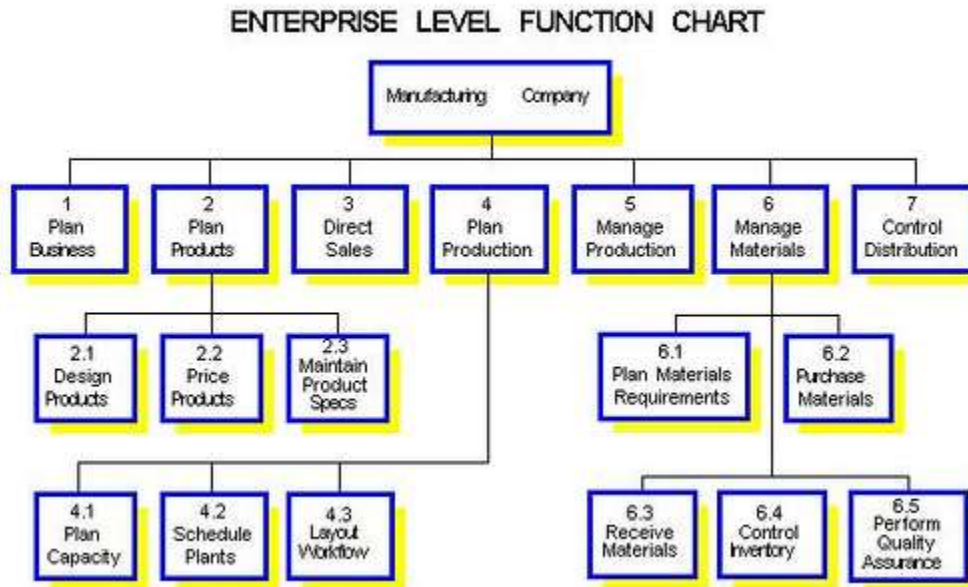 ENTERPRISE LEVEL FUNCTION CHART
Manufacturing Company
1
Plan
Business
2
Plan
Products
3
Direct
Sales
4
Plan
Production
5
Manage
Production
6
Manage
Materials
7
Control
Distribution
2.1
Design
Products
2.2
Price
Products
2.3
Maintain
Product
Specs
6.1
Plan Materials
Requirements
6.2
Purchase
Materials
4.1
Plan
Capacity
4.2
Schedule
Plants
4.3
Layout
Workflow
6.3
Receive
Materials
6.4
Control
Inventory
6.5
Perform
Quality
Assurance